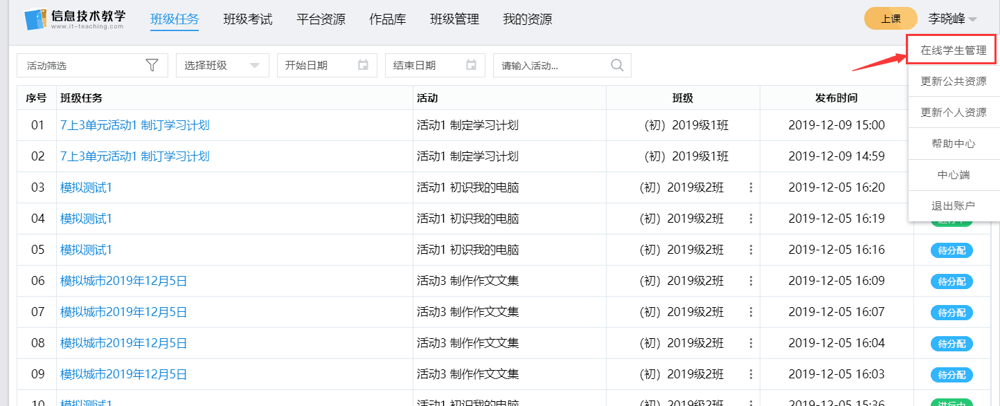 信息技术教学
www.it-teaching.com
班级任务 班级考试 平台资源 作品库 班级管理 我的资源 上课 李晓峰
在线学生管理
更新公共资源
更新个人资源
帮助中心
中心端
退出账户
活动筛选 选择班级 开始日期 结束日期 请输入活动...
序号 班级任务 活动 班级 发布时间
01 7上3单元活动1 制订学习计划 活动1 制定学习计划 (初) 2019级1班 2019-12-09 15:00
02 7上3单元活动1 制订学习计划 活动1 制定学习计划 (初) 2019级1班 2019-12-09 14:59
03 模拟测试1 活动1 初识我的电脑 (初) 2019级2班 2019-12-05 16:20
04 模拟测试1 活动1 初识我的电脑 (初) 2019级2班 2019-12-05 16:19
05 模拟测试1 活动1 初识我的电脑 (初) 2019级2班 2019-12-05 16:16 待分配
06 模拟城市2019年12月5日 活动3 制作作文文集 (初) 2019级2班 2019-12-05 16:09 待分配
07 模拟城市2019年12月5日 活动3 制作作文文集 (初) 2019级2班 2019-12-05 16:07 待分配
08 模拟城市2019年12月5日 活动3 制作作文文集 (初) 2019级2班 2019-12-05 16:04 待分配
09 模拟城市2019年12月5日 活动3 制作作文文集 (初) 2019级2班 2019-12-05 16:03 待分配
10 模拟测试1 活动1 初识我的电脑 (初) 2019级2班 2019-12-05 15:36 进行中